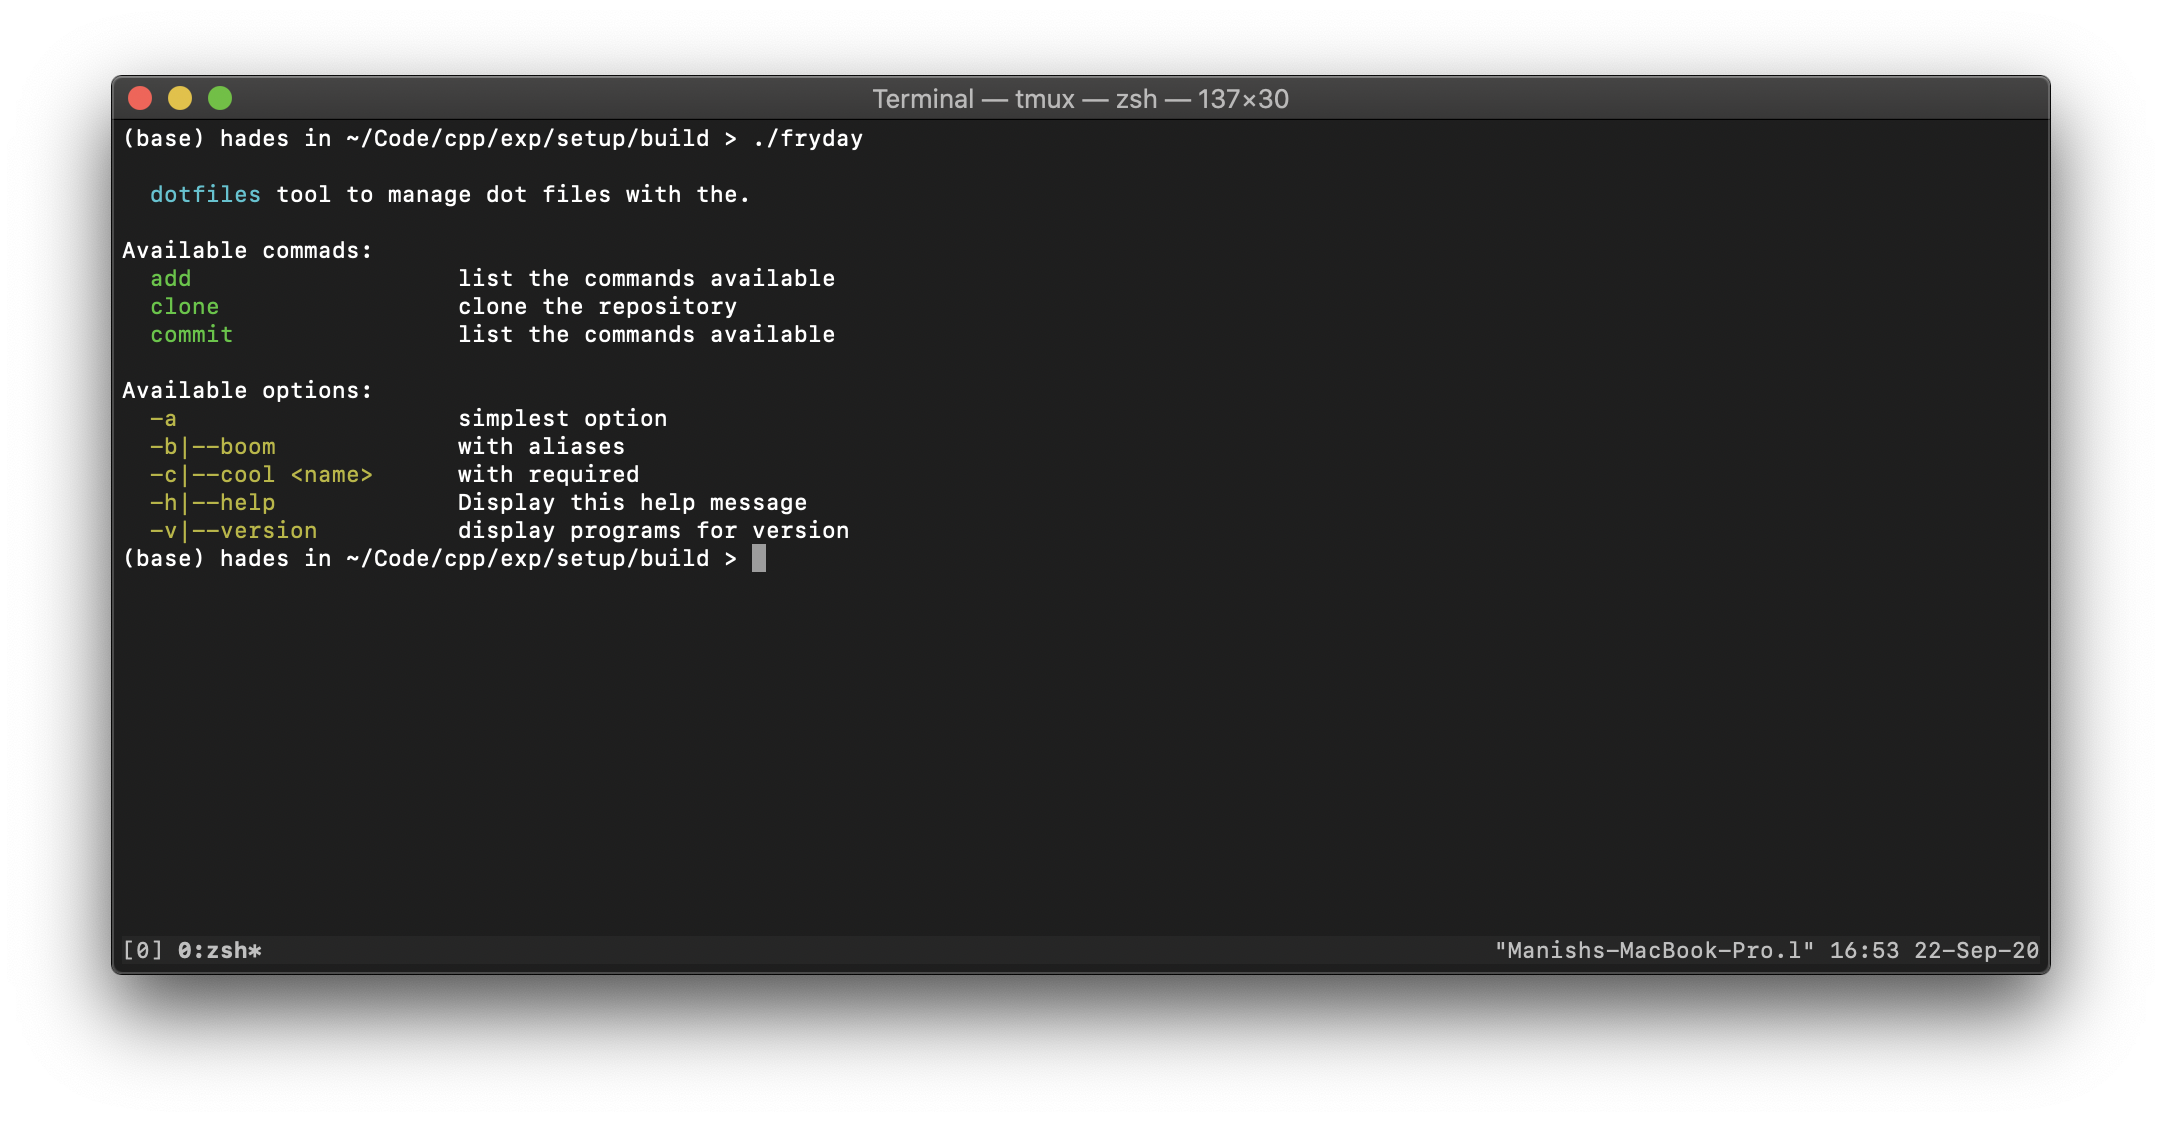 Terminal — tmux — zsh — 137×30
(base) hades in ~/Code/cpp/exp/setup/build > ./fryday
dotfiles tool to manage dot files with the.
Available commads:
add list the commands available
clone clone the repository
commit list the commands available
Available options:
-a simplest option
-b|--boom with aliases
-c|--cool <name> with required
-h|--help Display this help message
-v|--version display programs for version
(base) hades in ~/Code/cpp/exp/setup/build >
[0] 0:zsh* "Manishs-MacBook-Pro.l" 16:53 22-Sep-20